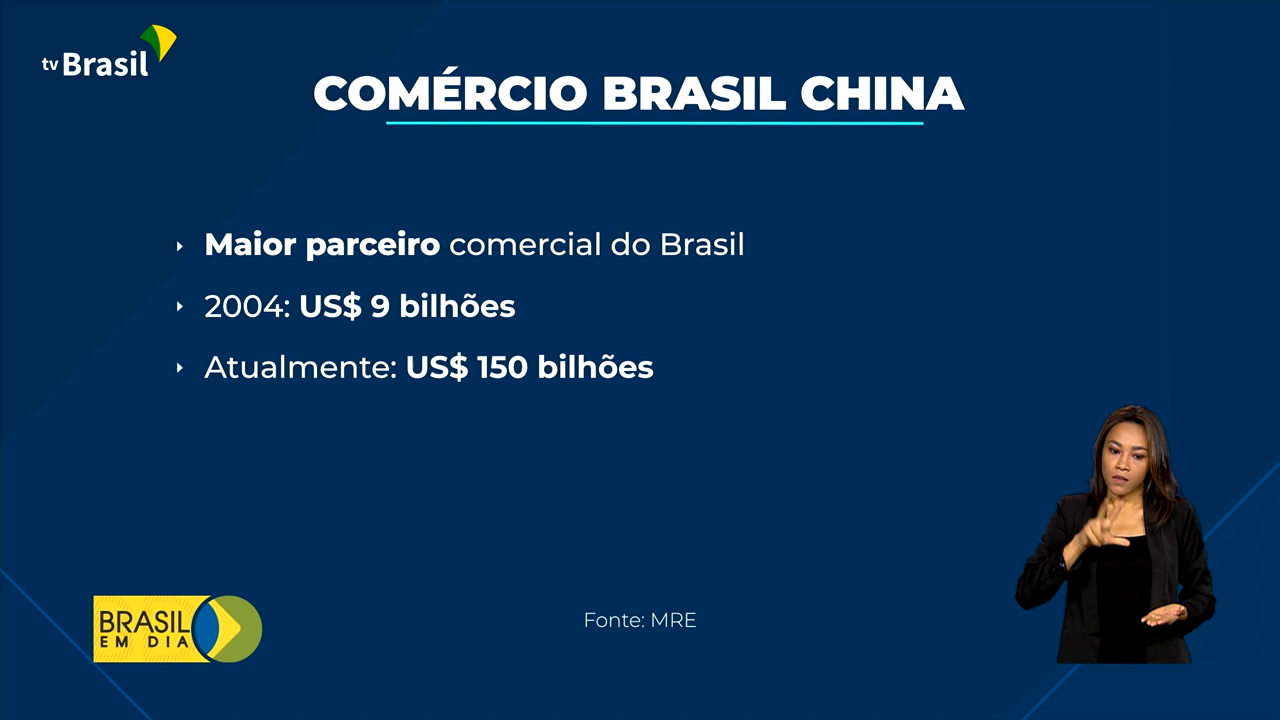 tv Brasil
COMÉRCIO BRASIL CHINA
Maior parceiro comercial do Brasil
2004: US$ 9 bilhões
Atualmente: US$ 150 bilhões
BRASIL
EM DIA
Fonte: MRE